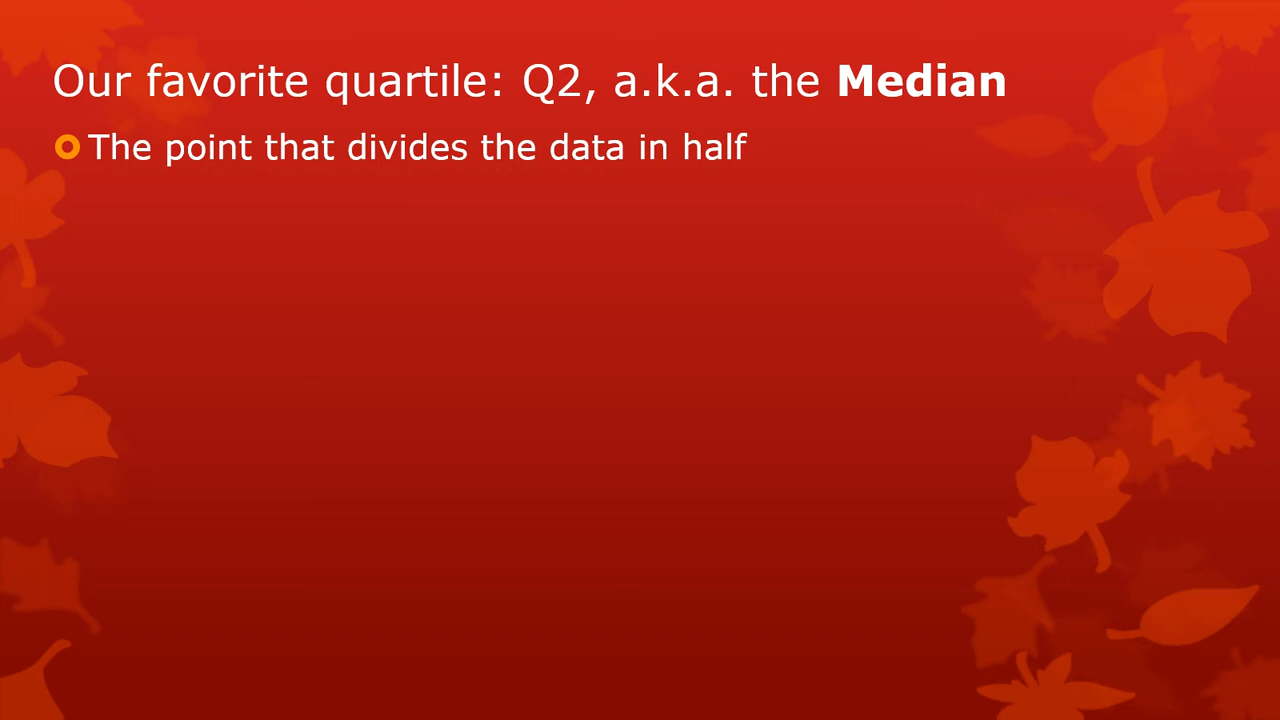 Our favorite quartile: Q2, a.k.a. the Median
The point that divides the data in half